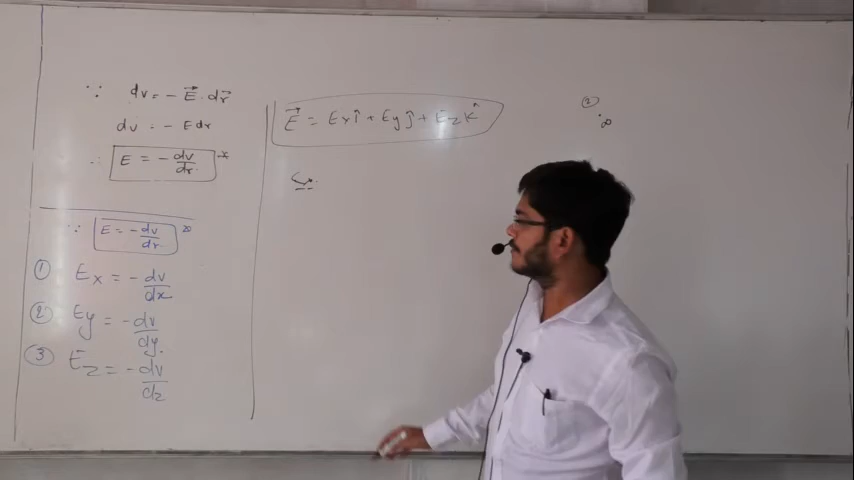 ∵ dv = - E⃗ · dr⃗
dv = - E dr
∴ E = - dv/dr
∵ E = - dv/dr
① Ex = - dv/dx
② Ey = - dv/dy
③ Ez = - dv/dz
E⃗ = Ex î + Ey ĵ + Ez k̂